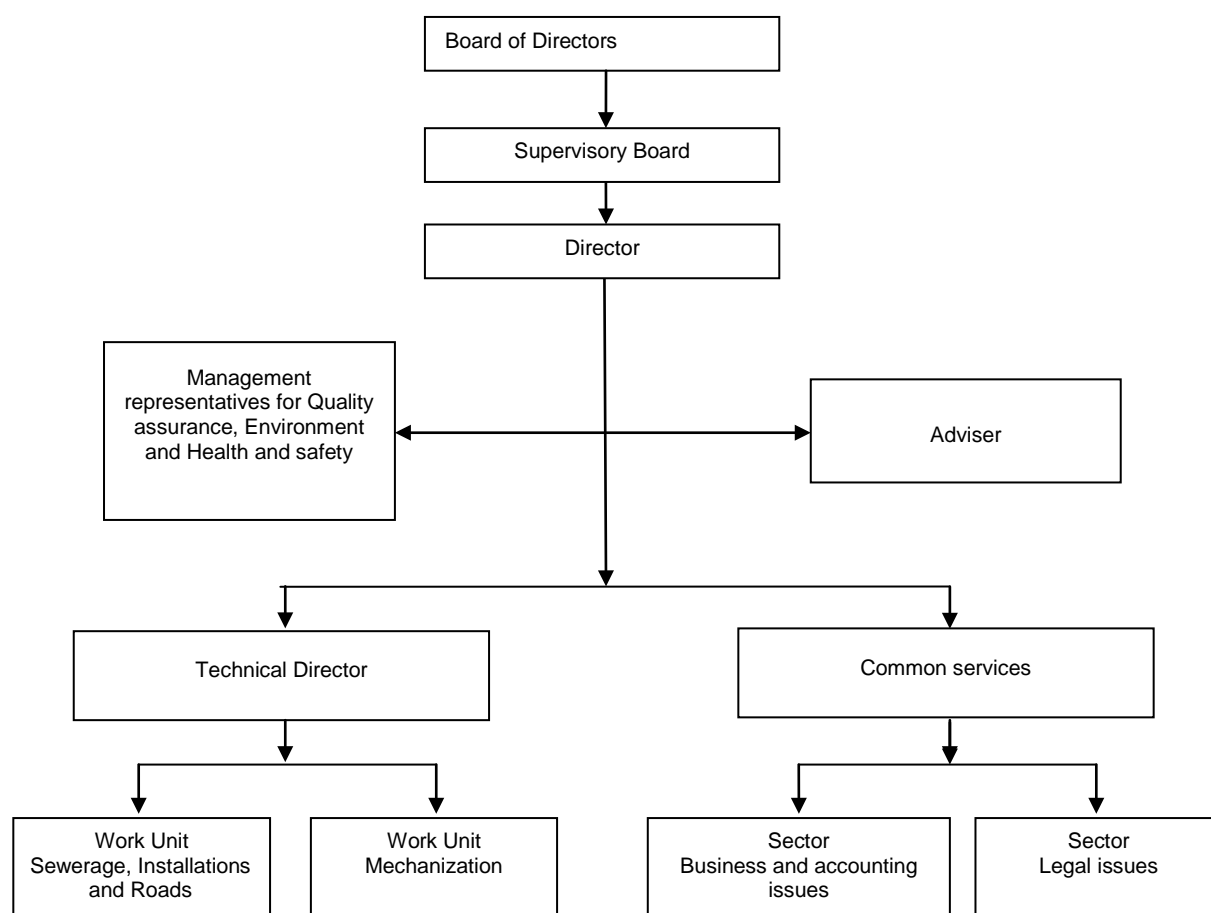 Board of Directors
Supervisory Board
Director
Management
representatives for Quality
assurance, Environment
and Health and safety
Adviser
Technical Director
Common services
Work Unit
Sewerage, Installations
and Roads
Work Unit
Mechanization
Sector
Business and accounting
issues
Sector
Legal issues